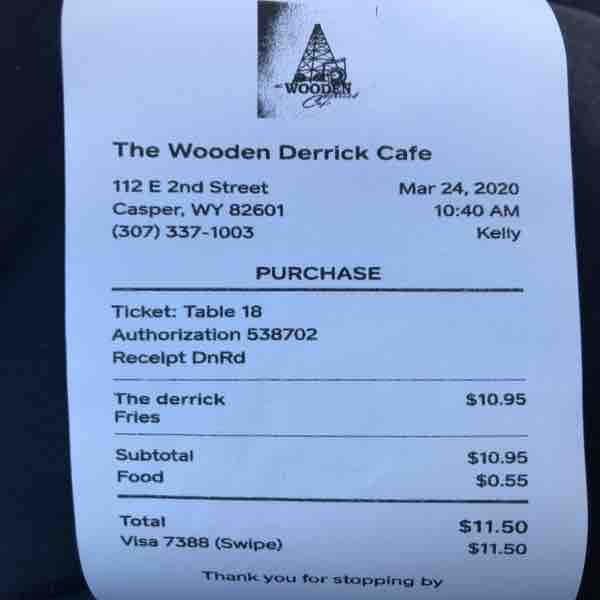 WOODEN
The Wooden Derrick Cafe
112 E 2nd Street Mar 24, 2020
Casper, WY 82601 10:40 AM
(307) 337-1003 Kelly
PURCHASE
Ticket: Table 18
Authorization 538702
Receipt DnRd
The derrick $10.95
Fries
Subtotal $10.95
Food $0.55
Total $11.50
Visa 7388 (Swipe) $11.50
Thank you for stopping by